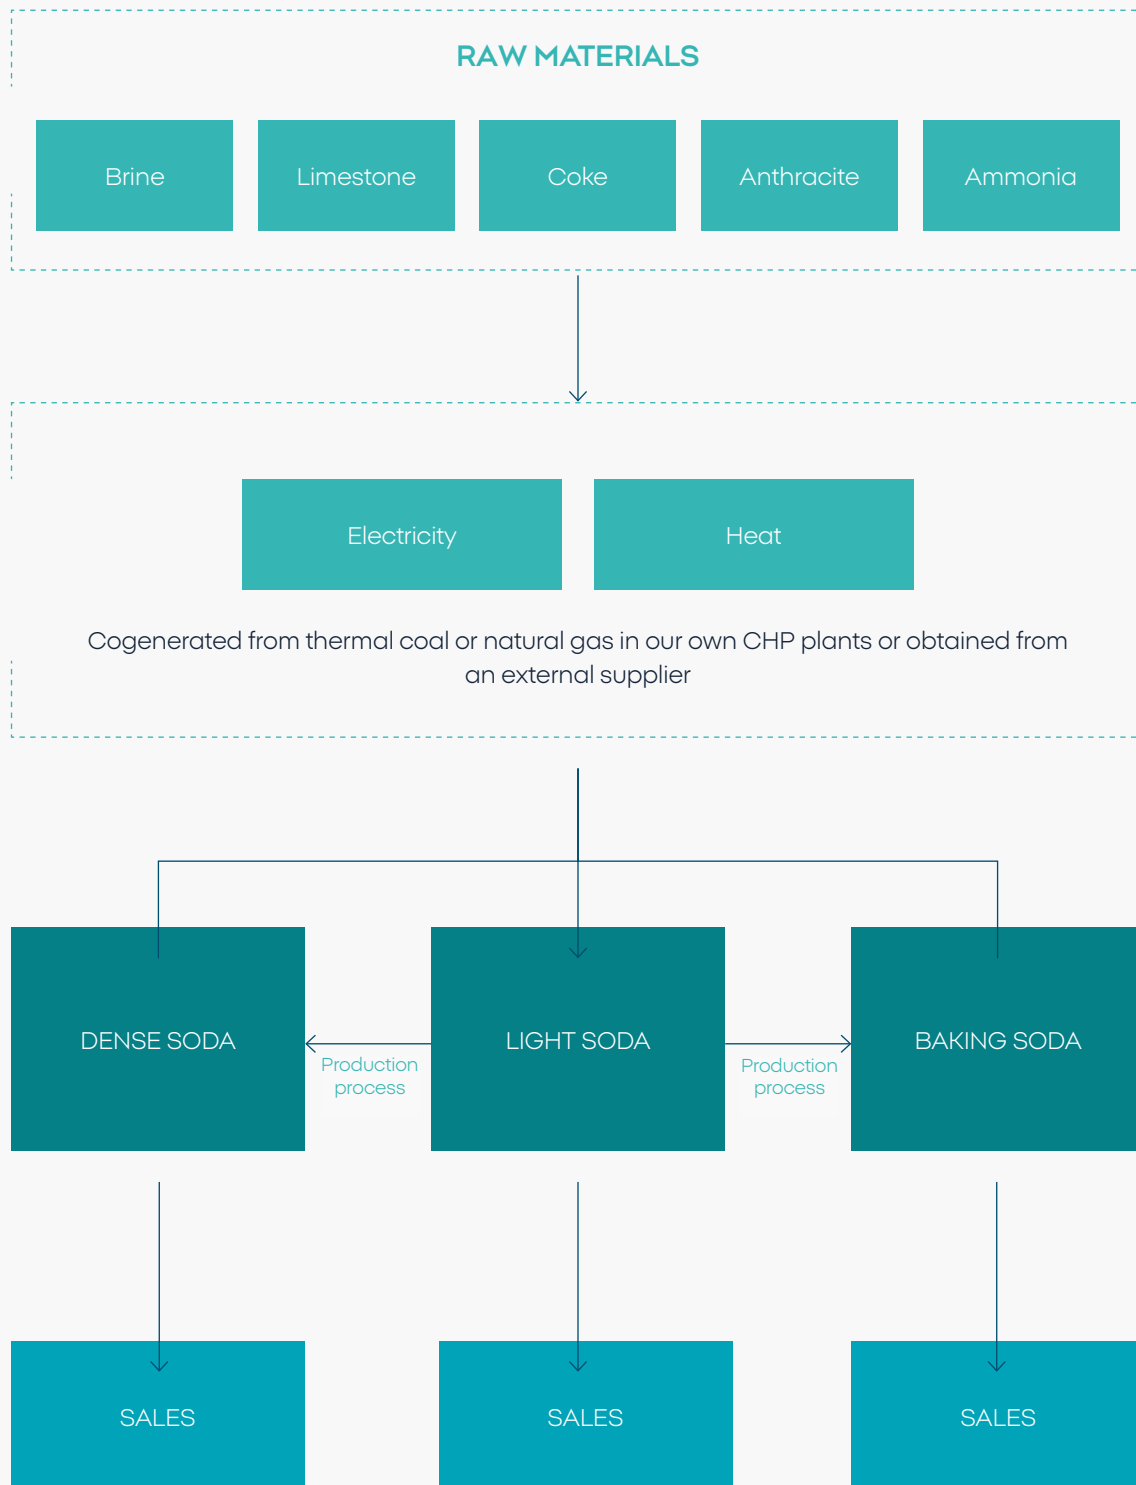 RAW MATERIALS
Brine
Limestone
Coke
Anthracite
Ammonia
Electricity
Heat
Cogenerated from thermal coal or natural gas in our own CHP plants or obtained from
an external supplier
DENSE SODA
Production
process
LIGHT SODA
Production
process
BAKING SODA
SALES
SALES
SALES